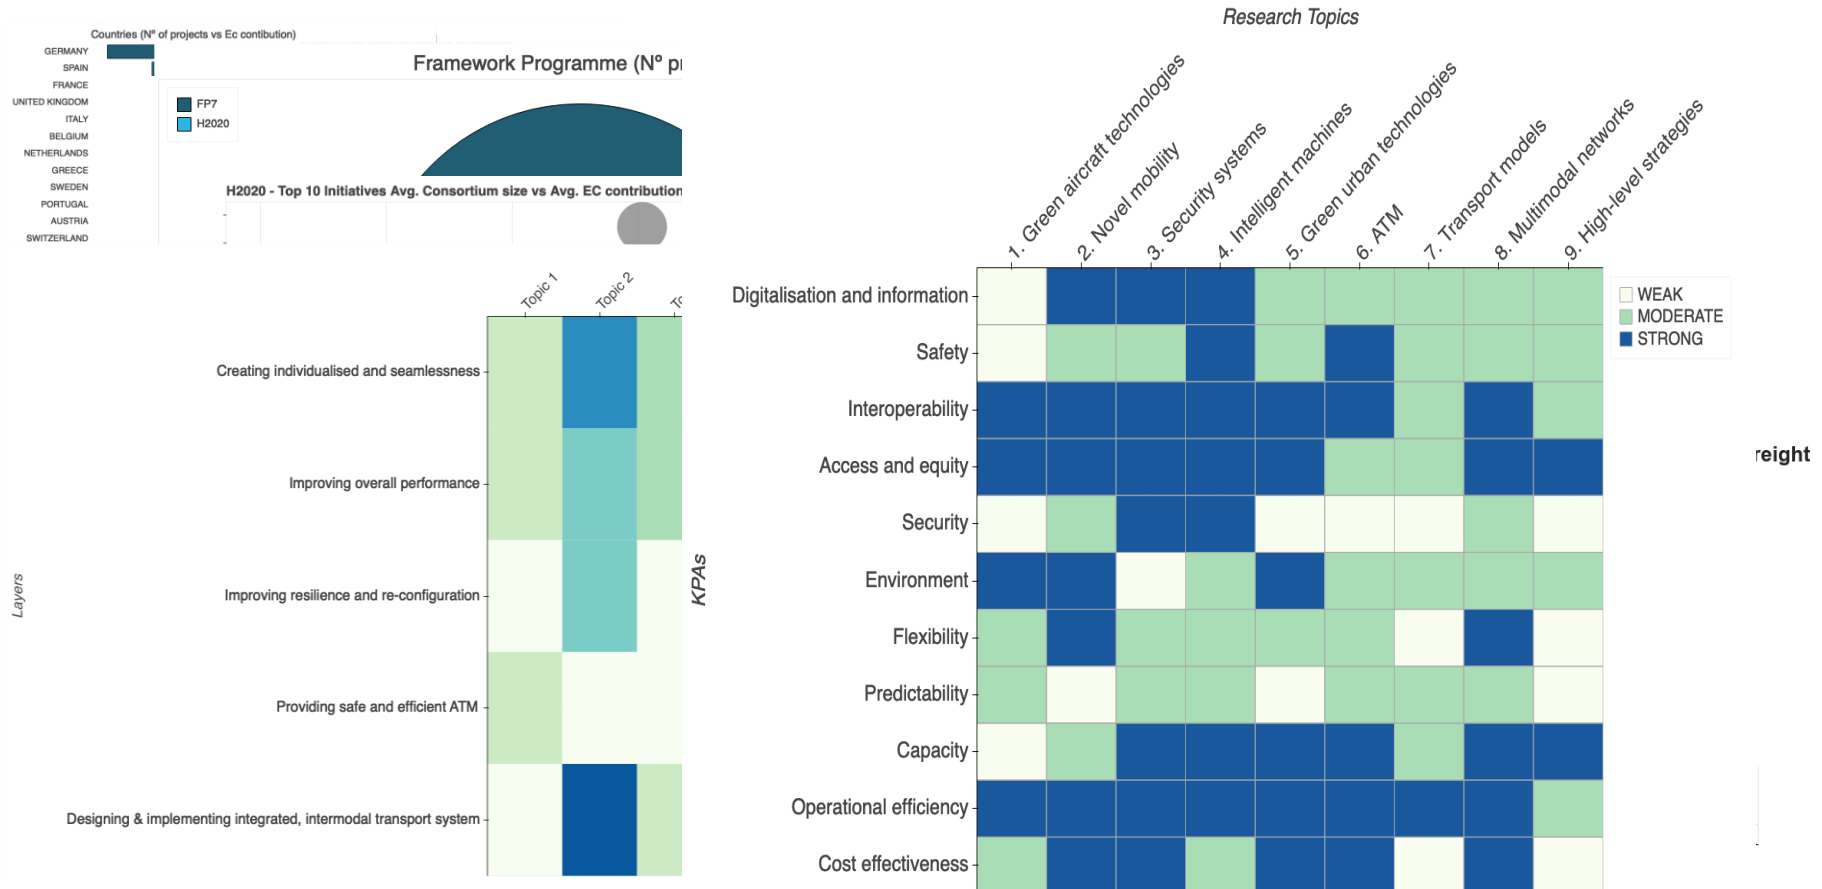 Countries (Nº of projects vs Ec contibution)
GERMANY
SPAIN
FRANCE
UNITED KINGDOM
ITALY
BELGIUM
NETHERLANDS
GREECE
SWEDEN
PORTUGAL
AUSTRIA
SWITZERLAND
Framework Programme (Nº
FP7
H2020
H2020 - Top 10 Initiatives Avg. Consortium size vs Avg. EC contribution
Topic 1
Topic 2
Layers
Creating individualised and seamlessness
Improving overall performance
Improving resilience and re-configuration
Providing safe and efficient ATM
Designing & implementing integrated, intermodal transport system
Research Topics
1. Green aircraft technologies
2. Novel mobility
3. Security systems
4. Intelligent machines
5. Green urban technologies
6. ATM
7. Transport models
8. Multimodal networks
9. High-level strategies
KPAs
Digitalisation and information
Safety
Interoperability
Access and equity
Security
Environment
Flexibility
Predictability
Capacity
Operational efficiency
Cost effectiveness
WEAK
MODERATE
STRONG
reight